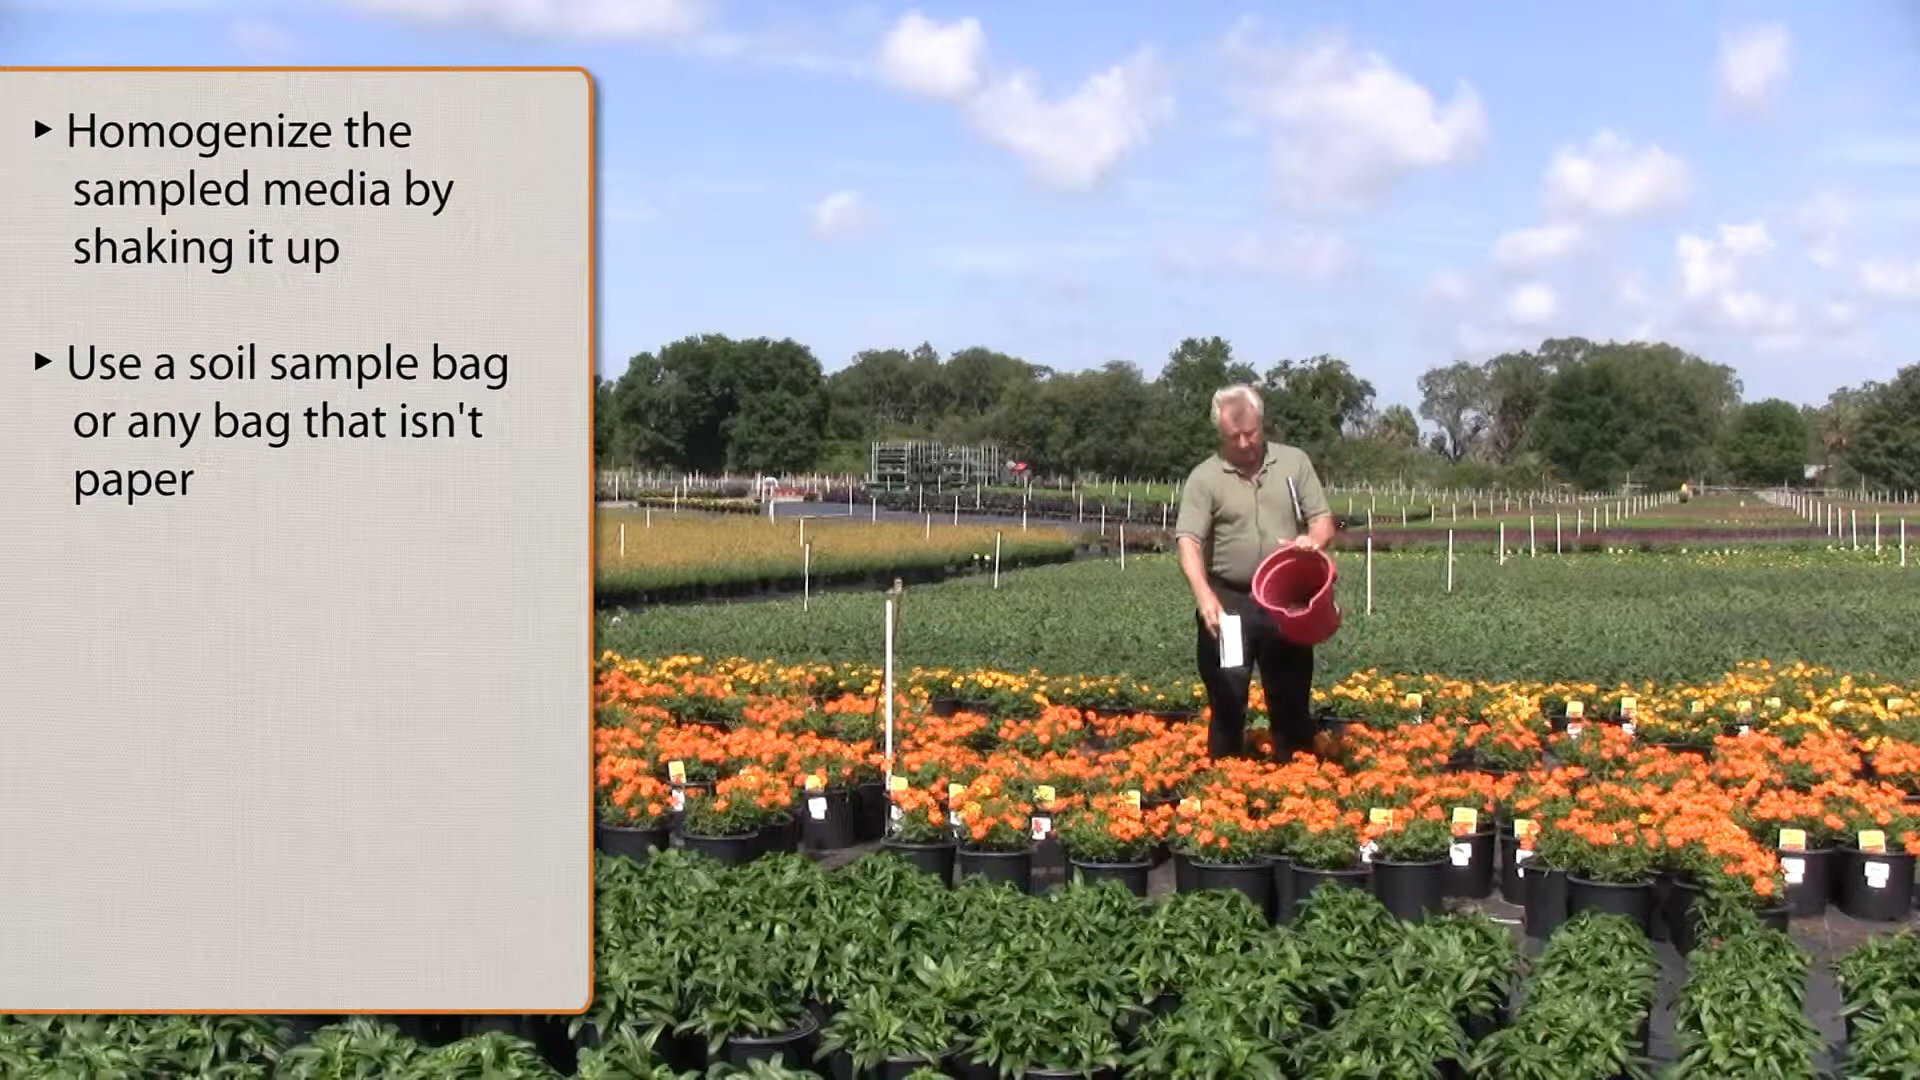 ▸ Homogenize the
sampled media by
shaking it up
▸ Use a soil sample bag
or any bag that isn't
paper